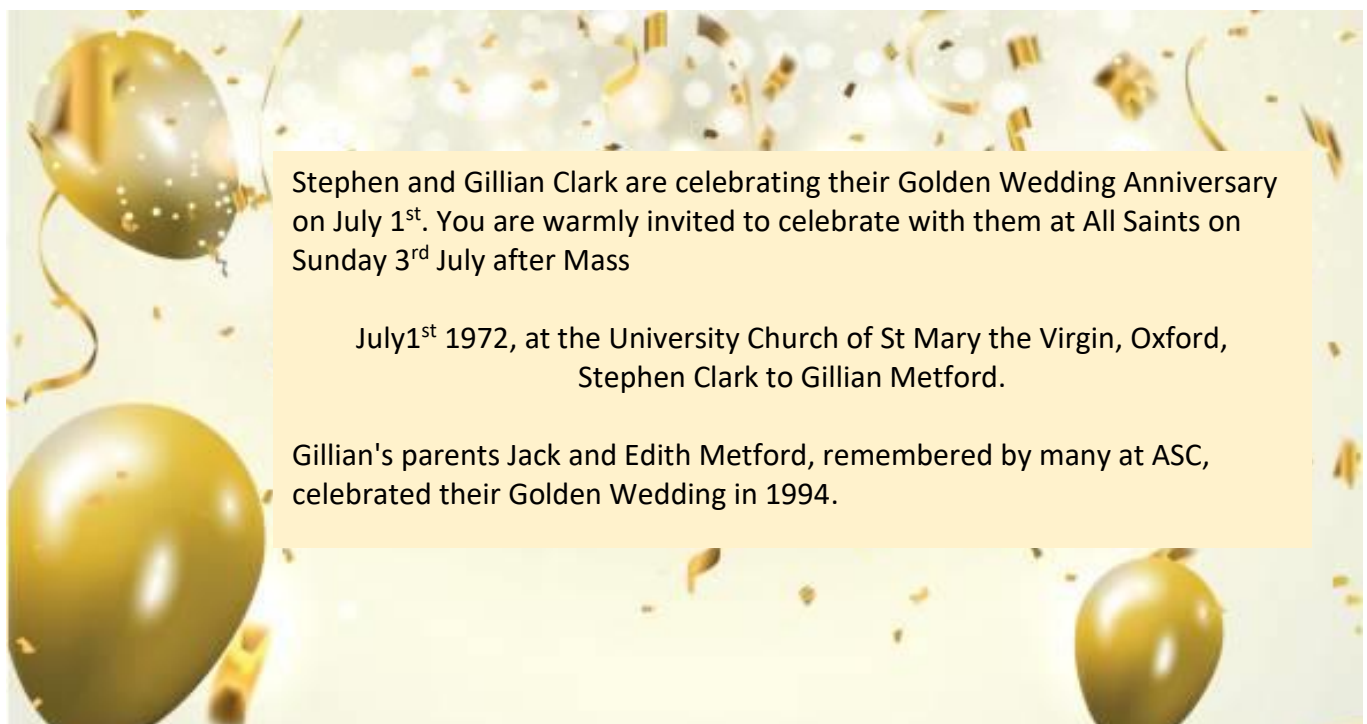 Stephen and Gillian Clark are celebrating their Golden Wedding Anniversary
on July 1st. You are warmly invited to celebrate with them at All Saints on
Sunday 3rd July after Mass
July1st 1972, at the University Church of St Mary the Virgin, Oxford,
Stephen Clark to Gillian Metford.
Gillian's parents Jack and Edith Metford, remembered by many at ASC,
celebrated their Golden Wedding in 1994.